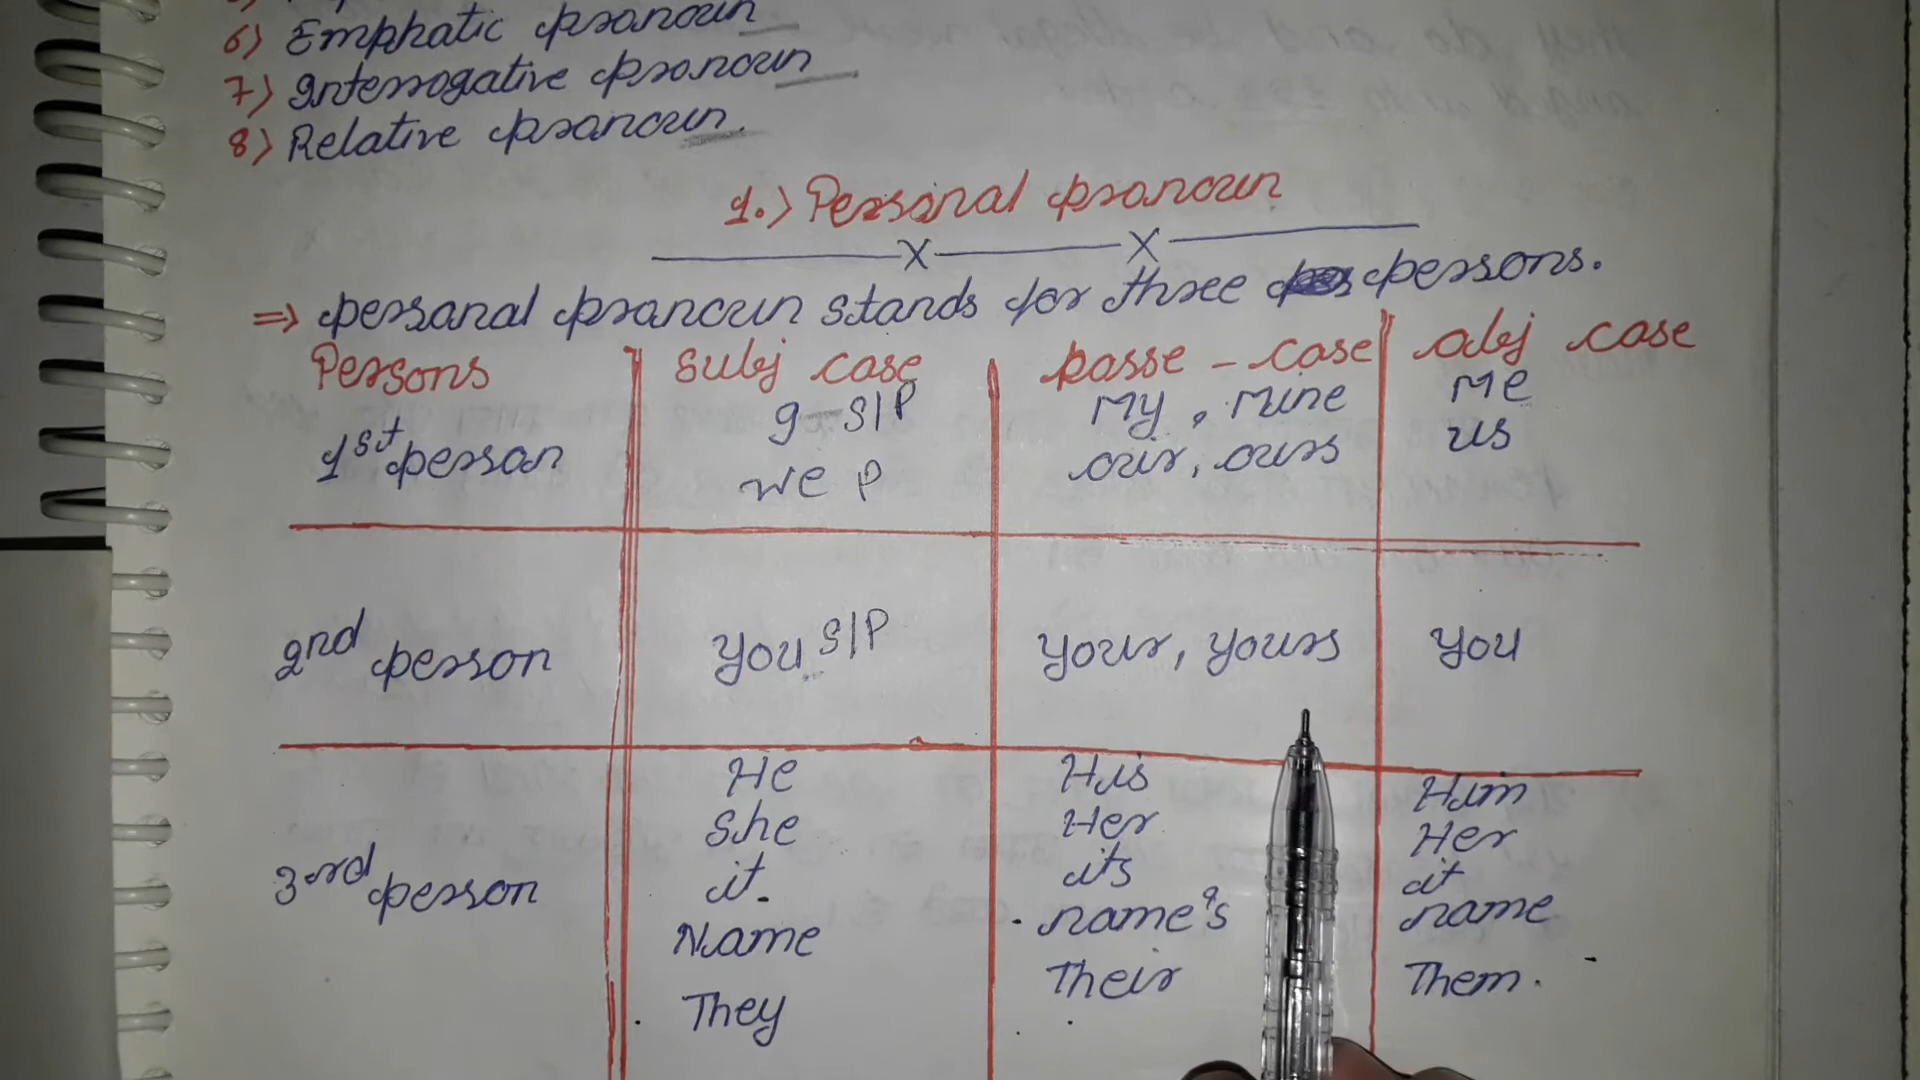 6) Emphatic pronoun
7) Interrogative pronoun
8) Relative pronoun.
1.) Personal pronoun
⇒ personal pronoun stands for three persons.
Persons subj case posse - case obj case
1st person I - S/P My, Mine Me
we P our, ours us
2nd person you S/P your, yours you
3rd person
He His Him
She Her Her
it. its it
Name name's name
They Their Them.